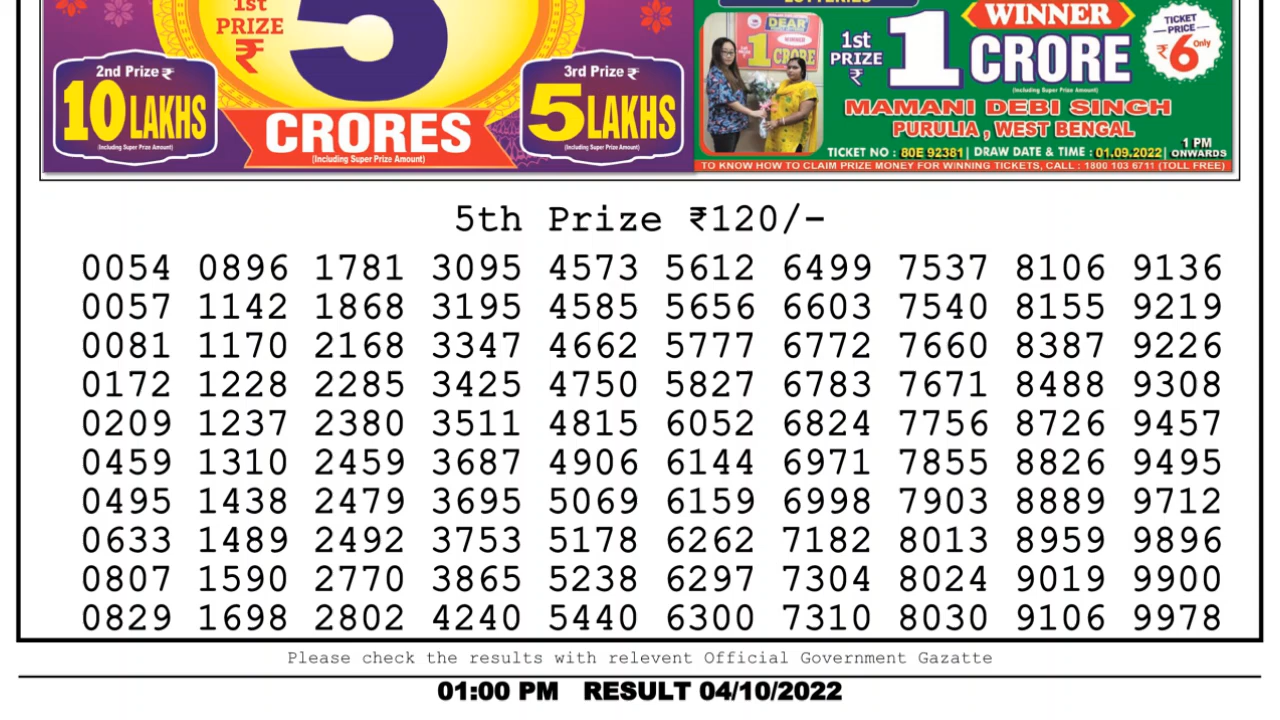 LOTTERIES
1st
PRIZE
₹
5
CRORES
(Including Super Prize Amount)
2nd Prize ₹
10 LAKHS
(Including Super Prize Amount)
3rd Prize ₹
5 LAKHS
(Including Super Prize Amount)
DEAR
WINNER
1 CRORE
1st
PRIZE
₹
WINNER
1 CRORE
(Including Super Prize Amount)
TICKET
PRICE
₹6 Only
MAMANI DEBI SINGH
PURULIA , WEST BENGAL
TICKET NO : 80E 92381 | DRAW DATE & TIME : 01.09.2022 | 1 PM ONWARDS
TO KNOW HOW TO CLAIM PRIZE MONEY FOR WINNING TICKETS, CALL : 1800 103 6711 (TOLL FREE)
5th Prize ₹120/-
0054 0896 1781 3095 4573 5612 6499 7537 8106 9136
0057 1142 1868 3195 4585 5656 6603 7540 8155 9219
0081 1170 2168 3347 4662 5777 6772 7660 8387 9226
0172 1228 2285 3425 4750 5827 6783 7671 8488 9308
0209 1237 2380 3511 4815 6052 6824 7756 8726 9457
0459 1310 2459 3687 4906 6144 6971 7855 8826 9495
0495 1438 2479 3695 5069 6159 6998 7903 8889 9712
0633 1489 2492 3753 5178 6262 7182 8013 8959 9896
0807 1590 2770 3865 5238 6297 7304 8024 9019 9900
0829 1698 2802 4240 5440 6300 7310 8030 9106 9978
Please check the results with relevent Official Government Gazatte
01:00 PM RESULT 04/10/2022